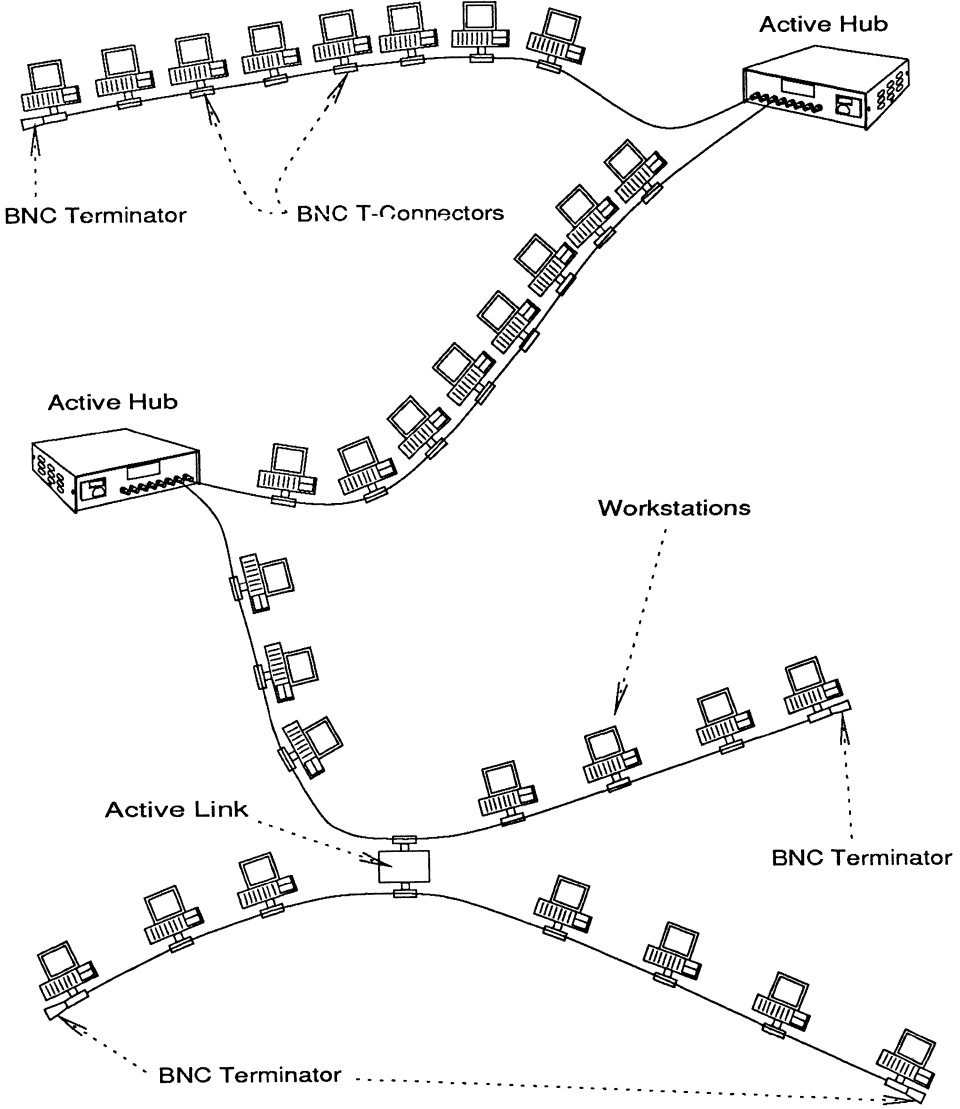 Active Hub
BNC Terminator
BNC T-Connectors
Active Hub
Workstations
Active Link
BNC Terminator
BNC Terminator